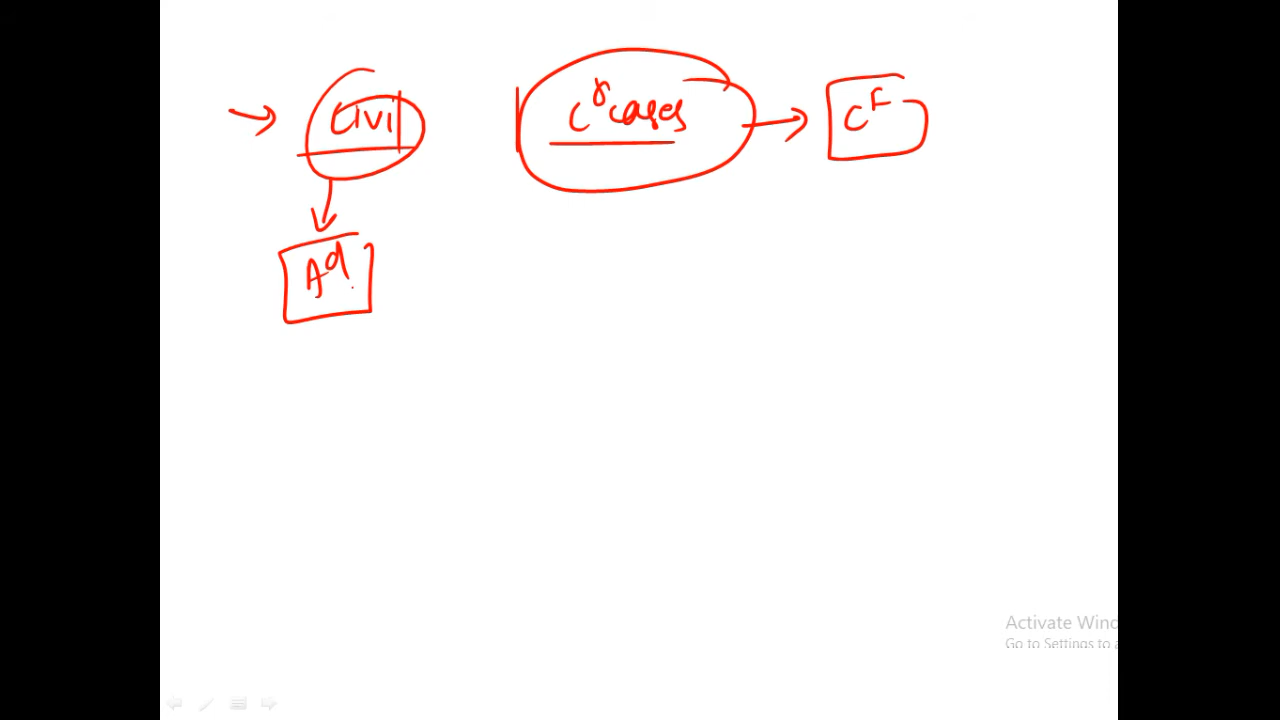 Civil C^r cases C^F
A^d
Activate Wind
Go to Settings to a